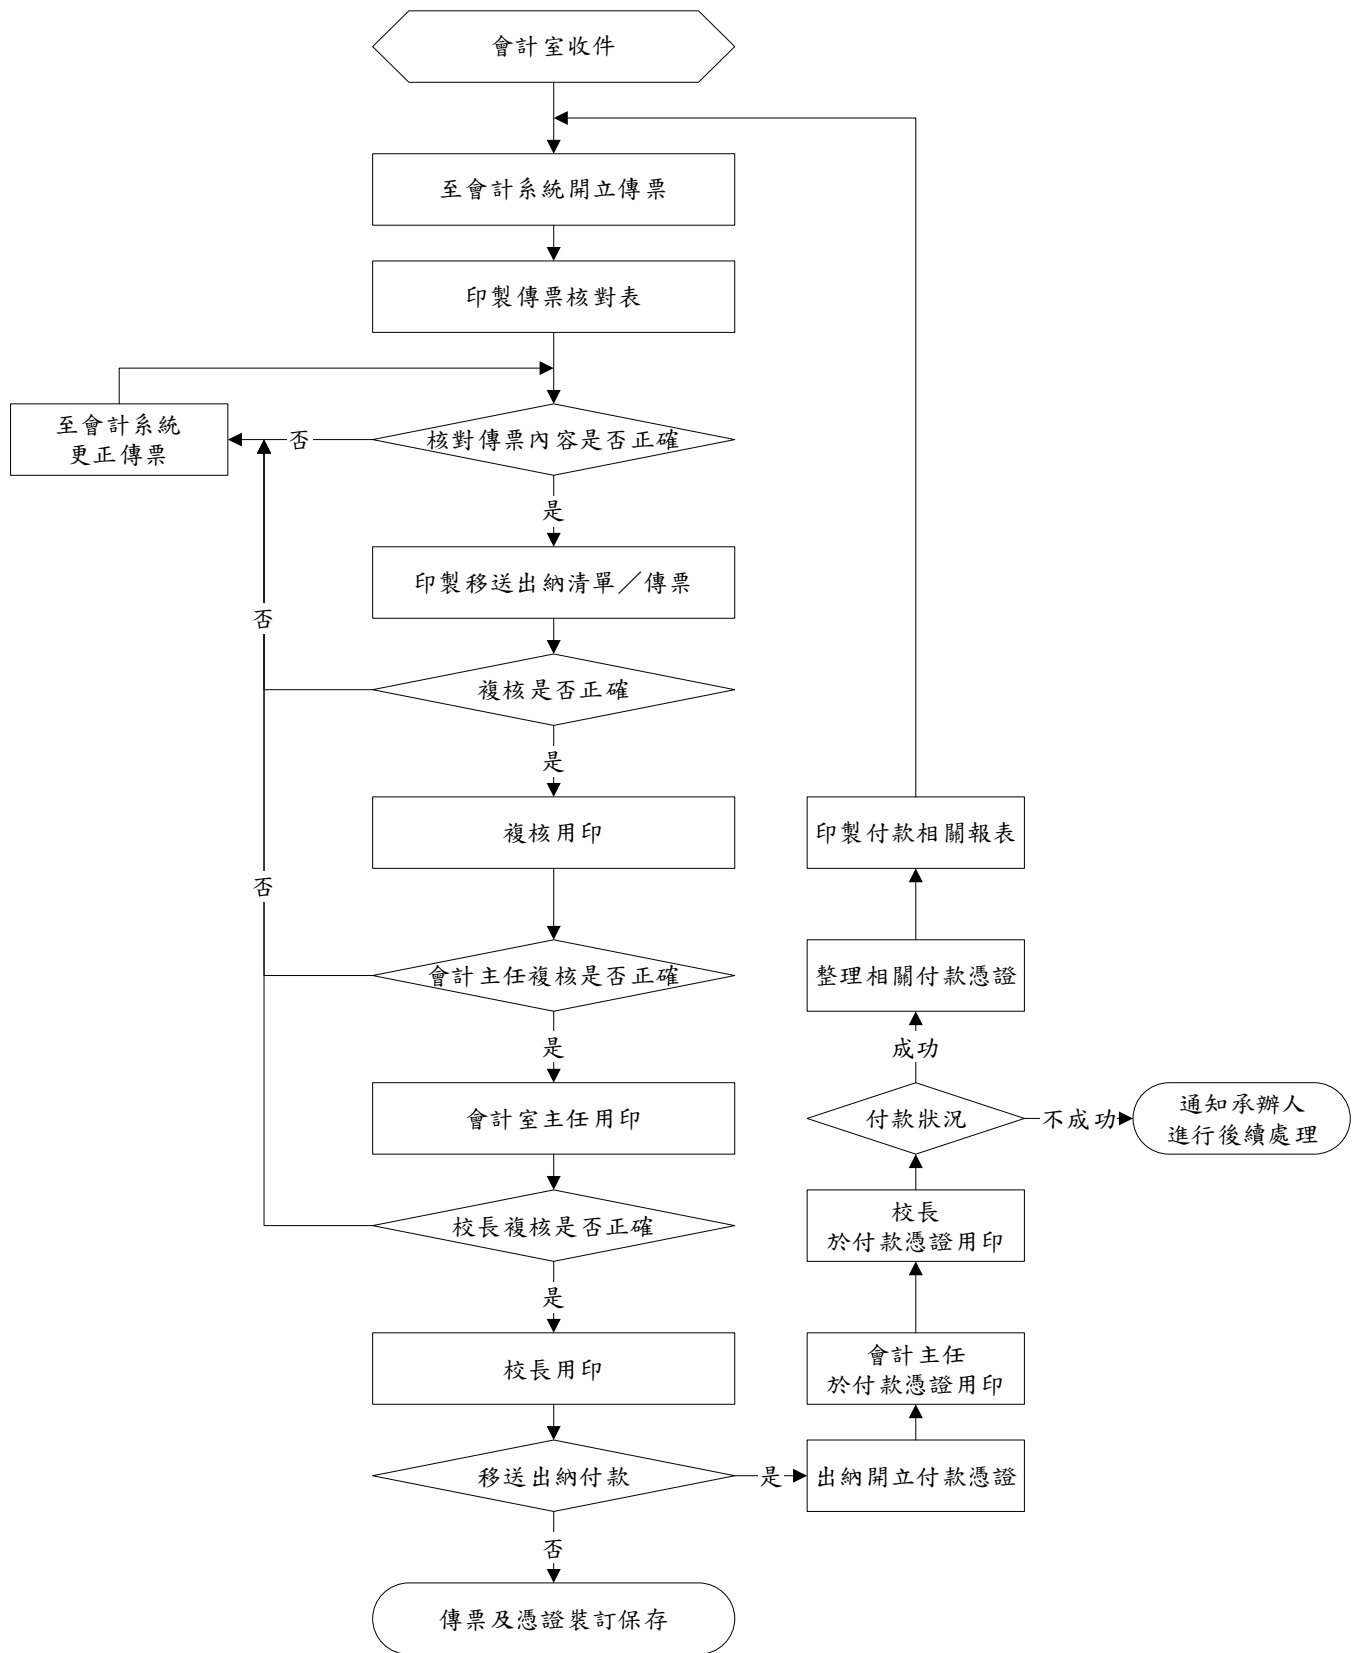 會計室收件
至會計系統開立傳票
印製傳票核對表
至會計系統
更正傳票
否
核對傳票內容是否正確
是
印製移送出納清單／傳票
否
複核是否正確
是
複核用印
否
會計主任複核是否正確
是
會計室主任用印
校長複核是否正確
是
校長用印
移送出納付款
是
否
傳票及憑證裝訂保存
出納開立付款憑證
會計主任
於付款憑證用印
校長
於付款憑證用印
付款狀況
不成功
通知承辦人
進行後續處理
成功
整理相關付款憑證
印製付款相關報表